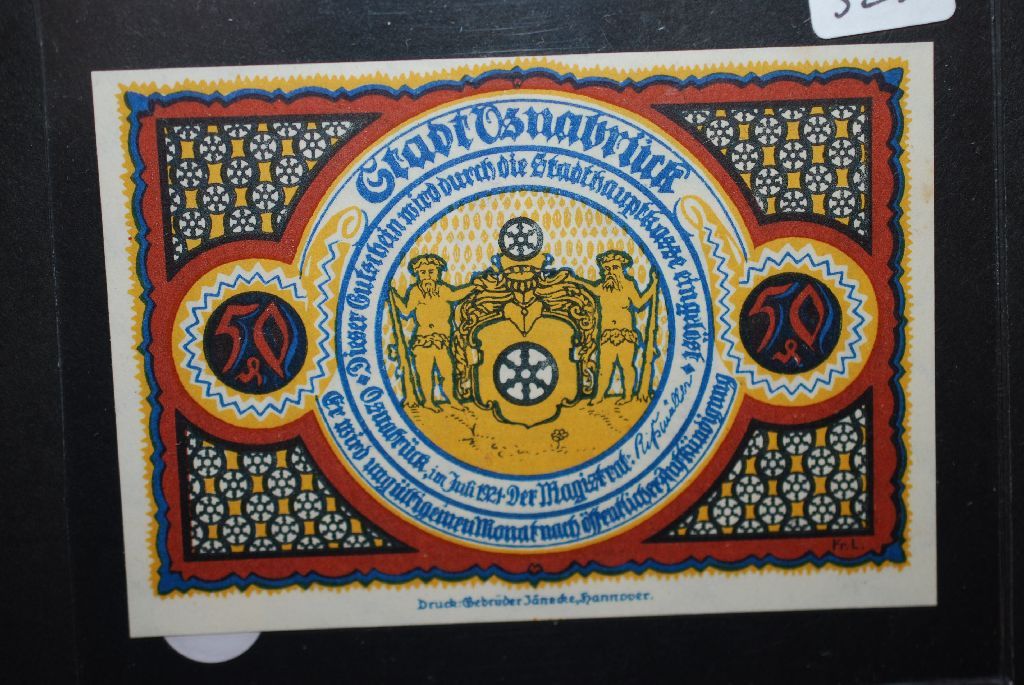 Stadt Osnabrück
Dieser Gutschein wird durch die Stadthauptkasse eingelöst
50
50
Osnabrück, im Juli 1921 · Der Magistrat:
Er wird ungültig einen Monat nach öffentlicher Aufkündigung
Fr. L.
Druck: Gebrüder Jänecke, Hannover.